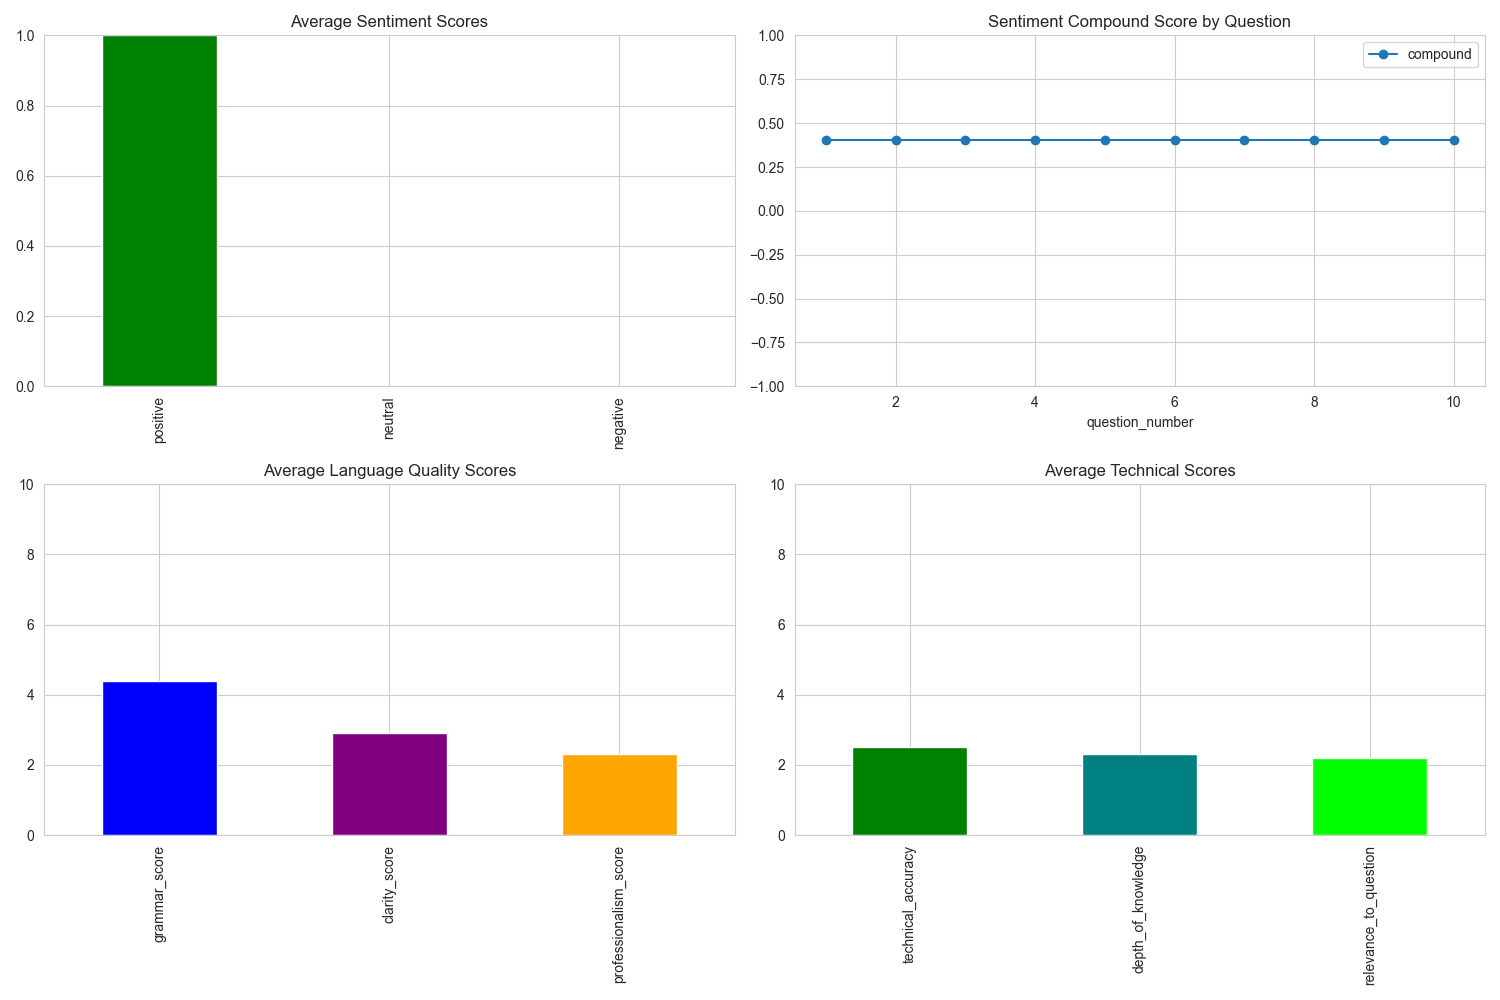 Average Sentiment Scores
1.0
0.8
0.6
0.4
0.2
0.0
positive
neutral
negative
Sentiment Compound Score by Question
compound
1.00
0.75
0.50
0.25
0.00
−0.25
−0.50
−0.75
−1.00
2
4
6
8
10
question_number
Average Language Quality Scores
10
8
6
4
2
0
grammar_score
clarity_score
professionalism_score
Average Technical Scores
10
8
6
4
2
0
technical_accuracy
depth_of_knowledge
relevance_to_question